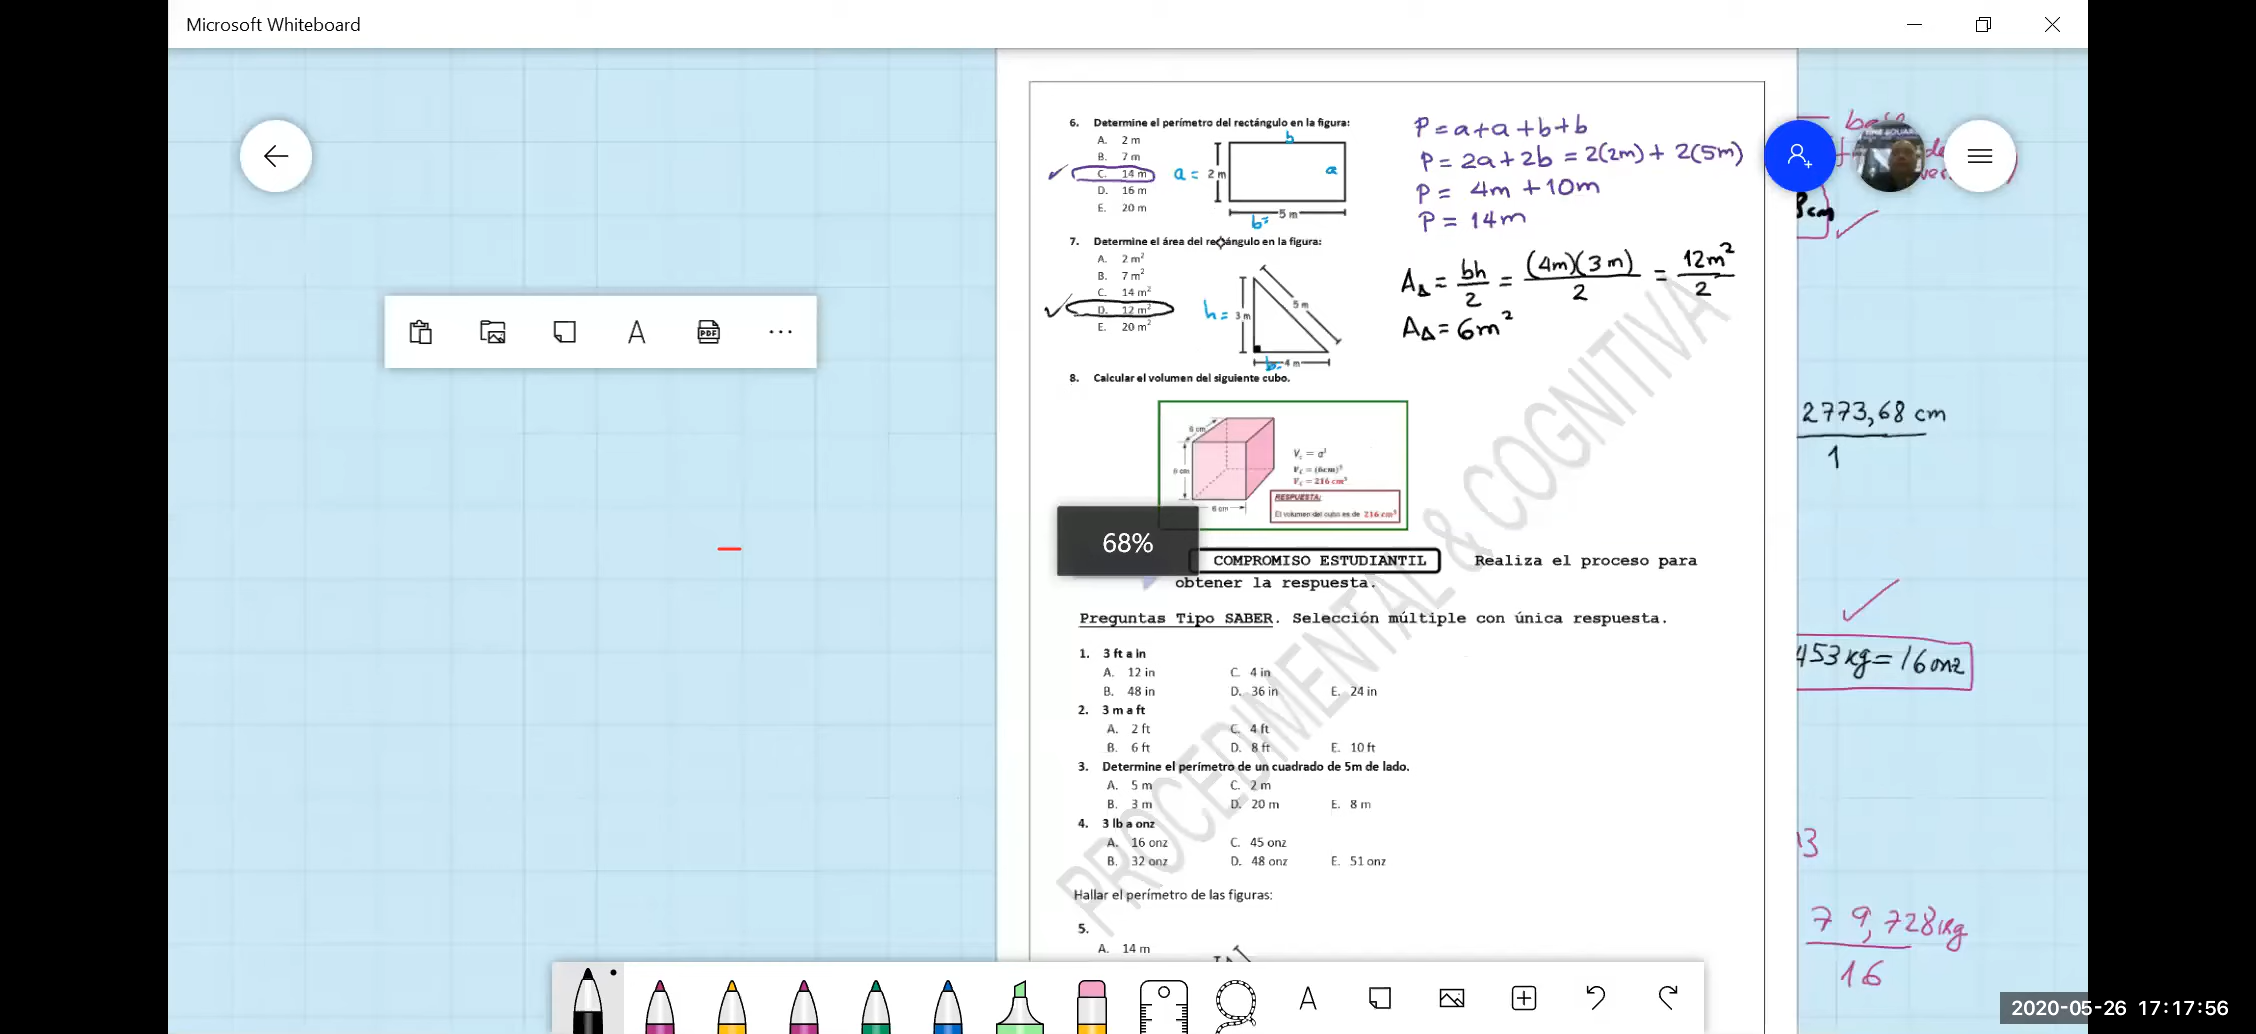 Microsoft Whiteboard
6. Determine el perímetro del rectángulo en la figura:
A. 2 m
B. 7 m
C. 14 m
D. 16 m
E. 20 m
b
a = 2 m
a
b= 5 m
P = a+a+b+b
P = 2a+2b = 2(2m)+ 2(5m)
P = 4m +10m
P = 14m
7. Determine el área del rectángulo en la figura:
A. 2 m²
B. 7 m²
C. 14 m²
D. 12 m²
E. 20 m²
h = 3 m
5 m
b= 4 m
A△ = bh/2 = (4m)(3m)/2 = 12m²/2
A△ = 6m²
8. Calcular el volumen del siguiente cubo.
6 cm
6 cm
6 cm
V꜀ = a³
V꜀ = (6cm)³
V꜀ = 216 cm³
RESPUESTA:
El volumen del cubo es de 216 cm³
68%
COMPROMISO ESTUDIANTIL Realiza el proceso para
obtener la respuesta.
Preguntas Tipo SABER. Selección múltiple con única respuesta.
1. 3 ft a in
A. 12 in C. 4 in
B. 48 in D. 36 in E. 24 in
2. 3 m a ft
A. 2 ft C. 4 ft
B. 6 ft D. 8 ft E. 10 ft
3. Determine el perímetro de un cuadrado de 5m de lado.
A. 5 m C. 2 m
B. 3 m D. 20 m E. 8 m
4. 3 lb a onz
A. 16 onz C. 45 onz
B. 32 onz D. 48 onz E. 51 onz
Hallar el perímetro de las figuras:
5.
A. 14 m
PROCEDIMENTAL & COGNITIVA
base
cm
2773,68 cm
1
453 kg = 16 onz
13
79,728 kg
16
A
PDF
A
2020-05-26 17:17:56